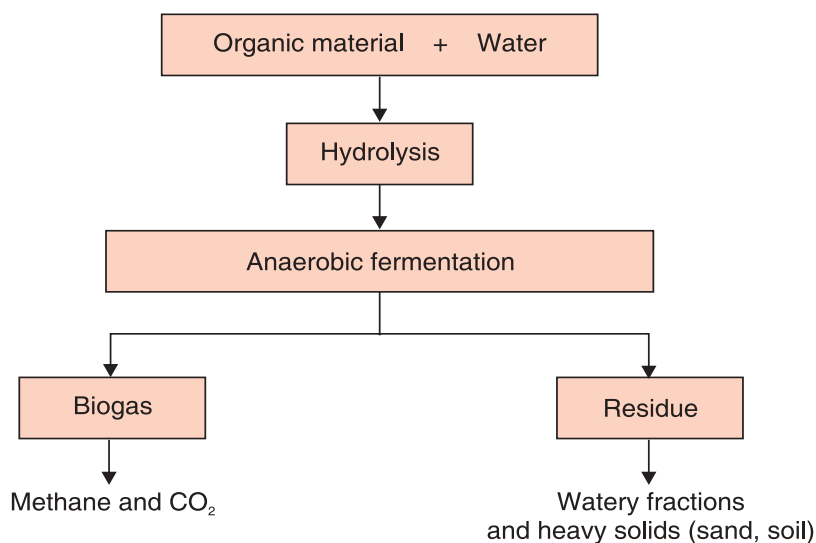 Organic material + Water
Hydrolysis
Anaerobic fermentation
Biogas
Residue
Methane and CO₂
Watery fractions
and heavy solids (sand, soil)